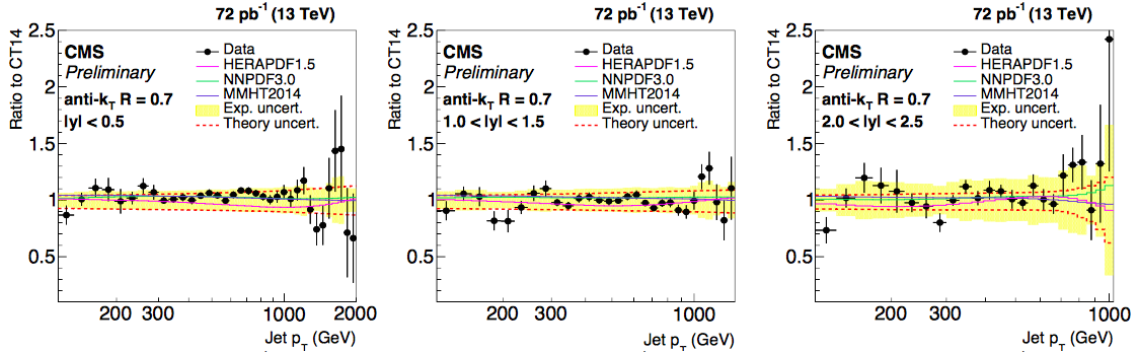 72 pb-1 (13 TeV)
Ratio to CT14
2.5
2
1.5
1
0.5
CMS
Preliminary
anti-kT R = 0.7
|y| < 0.5
Data
HERAPDF1.5
NNPDF3.0
MMHT2014
Exp. uncert.
Theory uncert.
200 300 1000 2000
Jet pT (GeV)
72 pb-1 (13 TeV)
Ratio to CT14
2.5
2
1.5
1
0.5
CMS
Preliminary
anti-kT R = 0.7
1.0 < |y| < 1.5
Data
HERAPDF1.5
NNPDF3.0
MMHT2014
Exp. uncert.
Theory uncert.
200 300 1000
Jet pT (GeV)
72 pb-1 (13 TeV)
Ratio to CT14
2.5
2
1.5
1
0.5
CMS
Preliminary
anti-kT R = 0.7
2.0 < |y| < 2.5
Data
HERAPDF1.5
NNPDF3.0
MMHT2014
Exp. uncert.
Theory uncert.
200 300 1000
Jet pT (GeV)